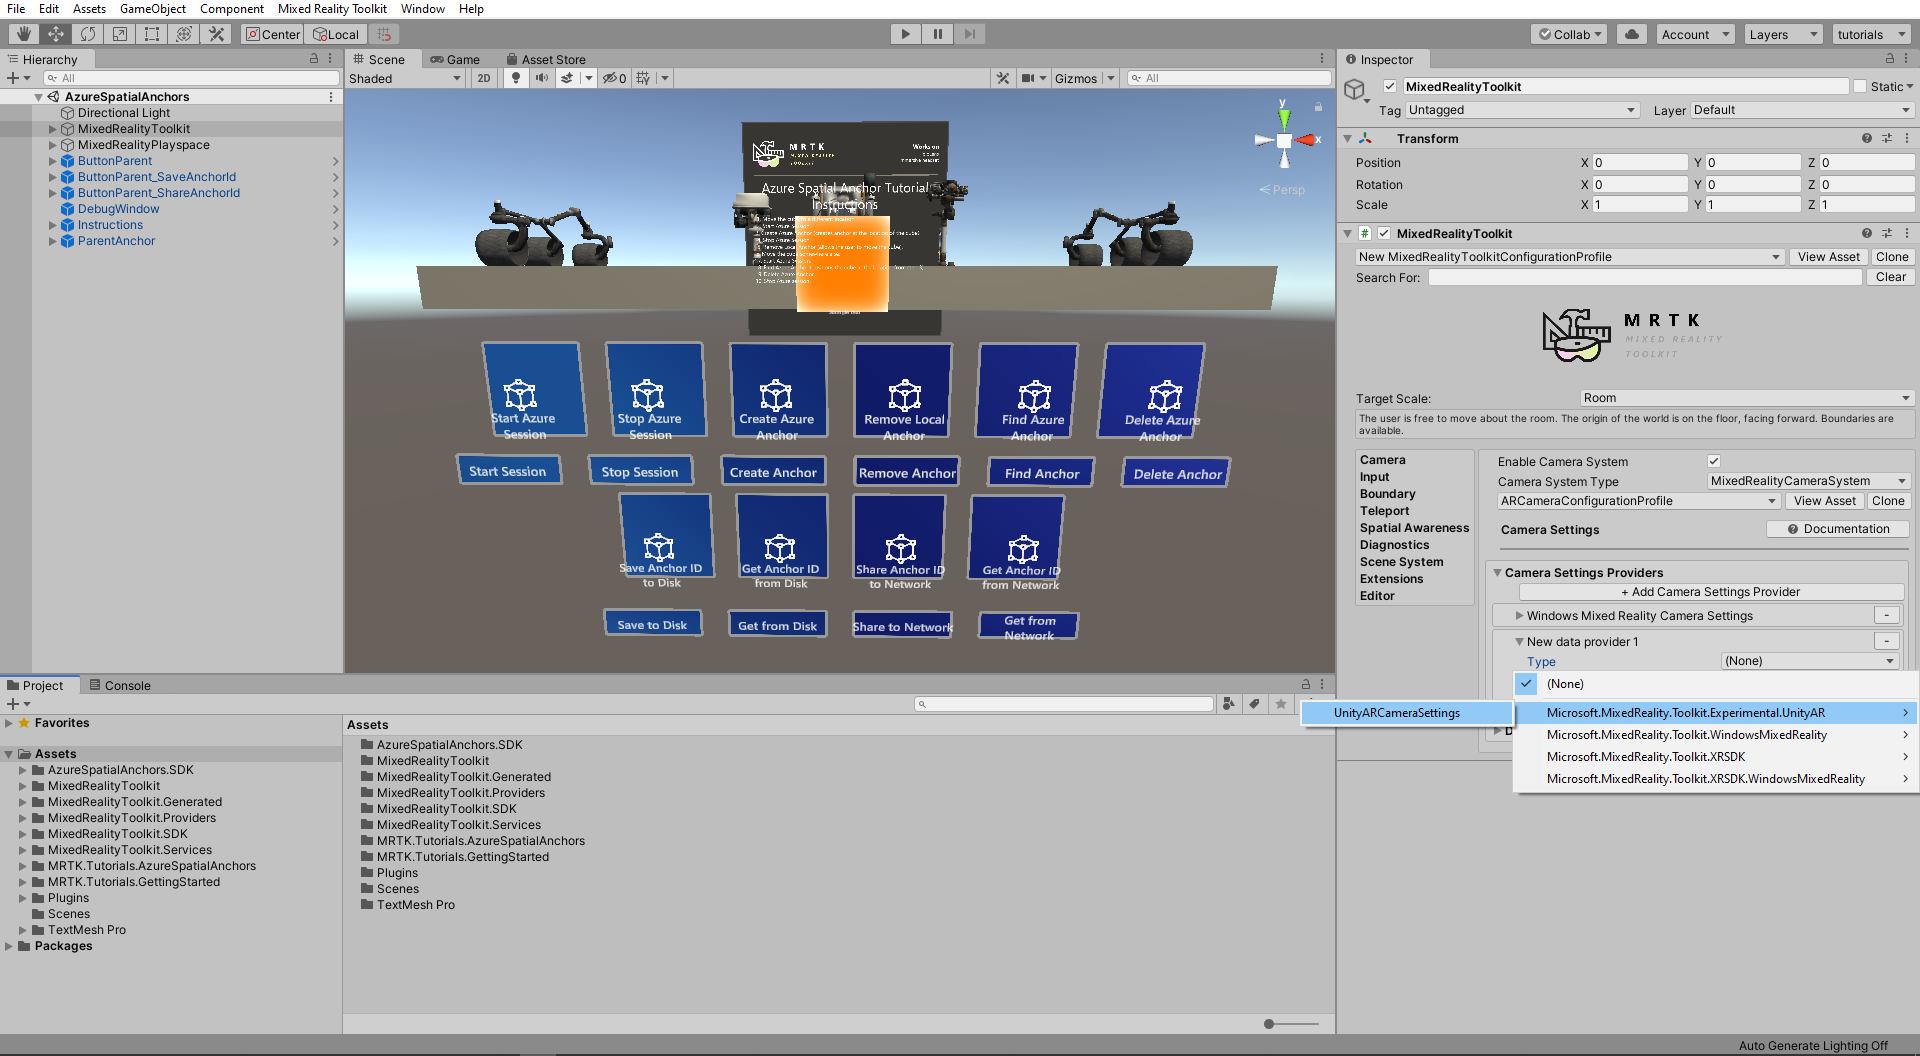 File Edit Assets GameObject Component Mixed Reality Toolkit Window Help
Center Local Collab Account Layers tutorials
Hierarchy
All
AzureSpatialAnchors
Directional Light
MixedRealityToolkit
MixedRealityPlayspace
ButtonParent
ButtonParent_SaveAnchorId
ButtonParent_ShareAnchorId
DebugWindow
Instructions
ParentAnchor
Scene Game Asset Store
Shaded 2D 0 Gizmos All
y
x
Persp
MRTK
MIXED REALITY
TOOLKIT
Works on
Azure Spatial Anchor Tutorial
Instructions
Start Azure
Session
Stop Azure
Session
Create Azure
Anchor
Remove Local
Anchor
Find Azure
Anchor
Delete Azure
Anchor
Start Session
Stop Session
Create Anchor
Remove Anchor
Find Anchor
Delete Anchor
Save Anchor ID
to Disk
Get Anchor ID
from Disk
Share Anchor ID
to Network
Get Anchor ID
from Network
Save to Disk
Get from Disk
Share to Network
Get from
Network
Inspector
MixedRealityToolkit Static
Tag Untagged Layer Default
Transform
Position X 0 Y 0 Z 0
Rotation X 0 Y 0 Z 0
Scale X 1 Y 1 Z 1
MixedRealityToolkit
New MixedRealityToolkitConfigurationProfile View Asset Clone
Search For: Clear
MRTK
MIXED REALITY
TOOLKIT
Target Scale: Room
The user is free to move about the room. The origin of the world is on the floor, facing forward. Boundaries are
available.
Camera
Input
Boundary
Teleport
Spatial Awareness
Diagnostics
Scene System
Extensions
Editor
Enable Camera System
Camera System Type MixedRealityCameraSystem
ARCameraConfigurationProfile View Asset Clone
Camera Settings Documentation
Camera Settings Providers
+ Add Camera Settings Provider
Windows Mixed Reality Camera Settings -
New data provider 1 -
Type (None)
(None)
Microsoft.MixedReality.Toolkit.Experimental.UnityAR
Microsoft.MixedReality.Toolkit.WindowsMixedReality
Microsoft.MixedReality.Toolkit.XRSDK
Microsoft.MixedReality.Toolkit.XRSDK.WindowsMixedReality
UnityARCameraSettings
Project Console
Favorites
Assets
AzureSpatialAnchors.SDK
MixedRealityToolkit
MixedRealityToolkit.Generated
MixedRealityToolkit.Providers
MixedRealityToolkit.SDK
MixedRealityToolkit.Services
MRTK.Tutorials.AzureSpatialAnchors
MRTK.Tutorials.GettingStarted
Plugins
Scenes
TextMesh Pro
Packages
Assets
AzureSpatialAnchors.SDK
MixedRealityToolkit
MixedRealityToolkit.Generated
MixedRealityToolkit.Providers
MixedRealityToolkit.SDK
MixedRealityToolkit.Services
MRTK.Tutorials.AzureSpatialAnchors
MRTK.Tutorials.GettingStarted
Plugins
Scenes
TextMesh Pro
Auto Generate Lighting Off